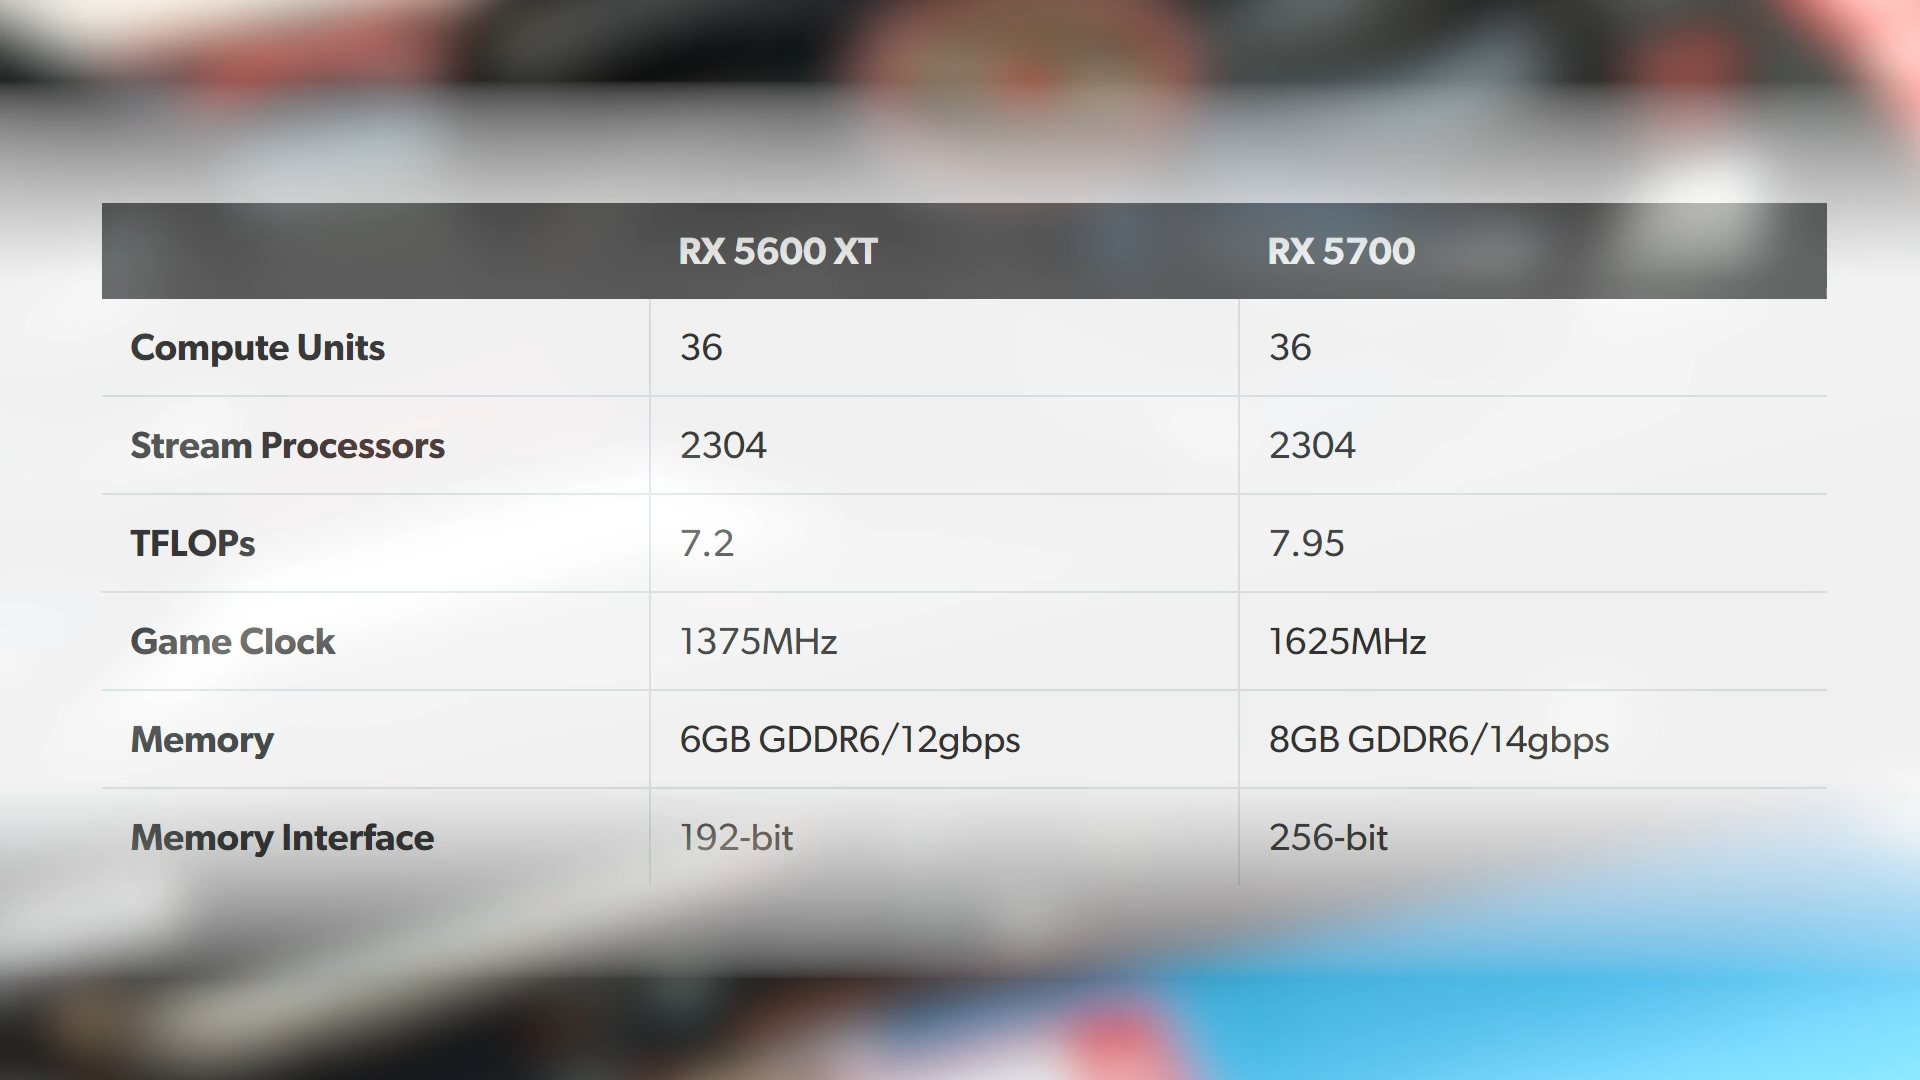 RX 5600 XT RX 5700
Compute Units 36 36
Stream Processors 2304 2304
TFLOPs 7.2 7.95
Game Clock 1375MHz 1625MHz
Memory 6GB GDDR6/12gbps 8GB GDDR6/14gbps
Memory Interface 192-bit 256-bit